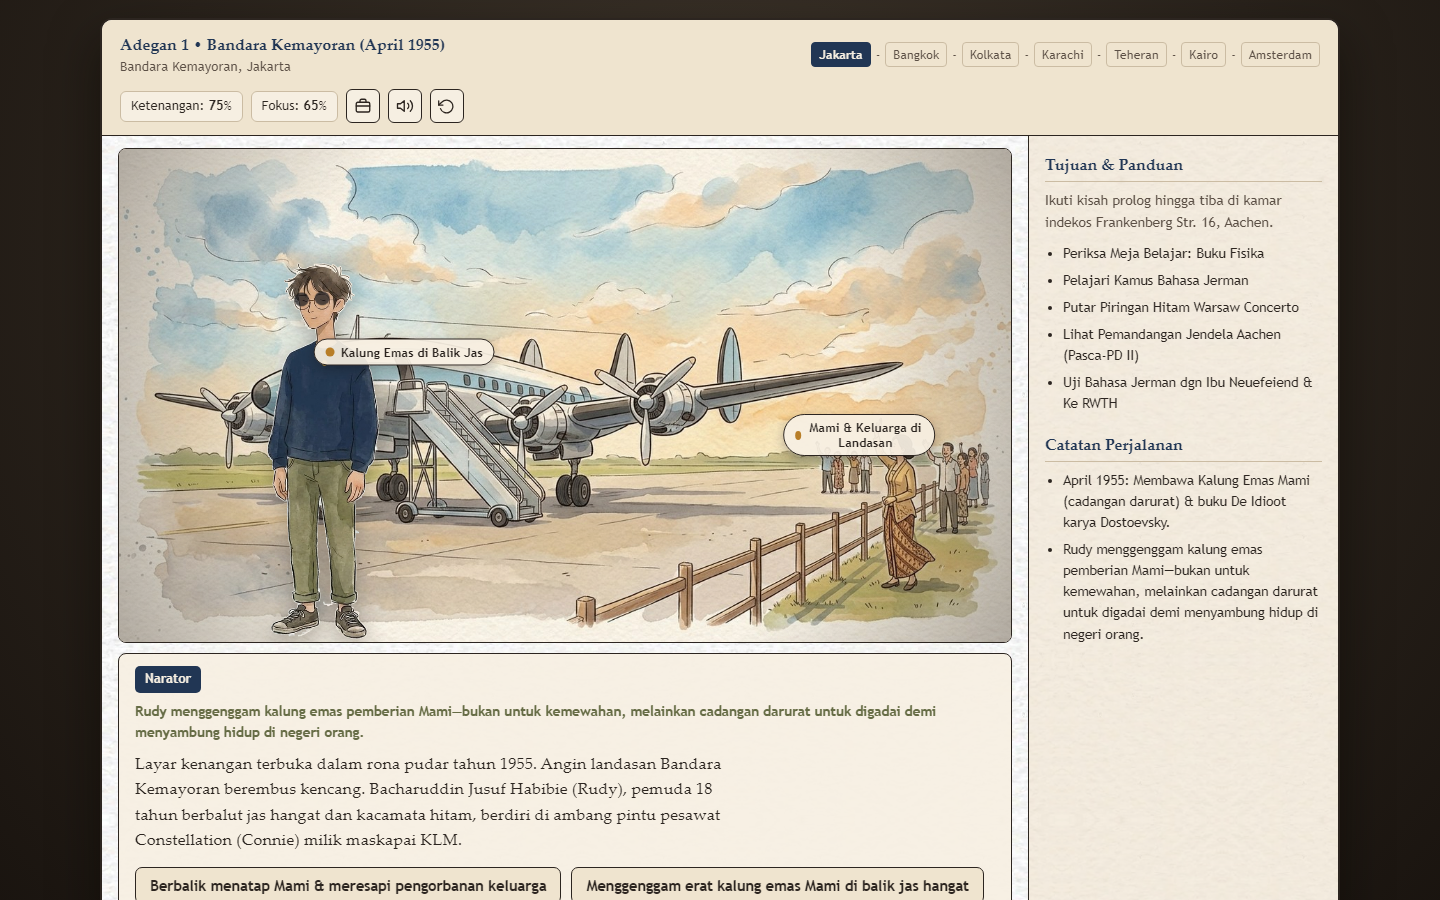 Adegan 1 • Bandara Kemayoran (April 1955)
Bandara Kemayoran, Jakarta
Jakarta - Bangkok - Kolkata - Karachi - Teheran - Kairo - Amsterdam
Ketenangan: 75%
Fokus: 65%
Kalung Emas di Balik Jas
Mami & Keluarga di
Landasan
Narator
Rudy menggenggam kalung emas pemberian Mami—bukan untuk kemewahan, melainkan cadangan darurat untuk digadai demi
menyambung hidup di negeri orang.
Layar kenangan terbuka dalam rona pudar tahun 1955. Angin landasan Bandara
Kemayoran berembus kencang. Bacharuddin Jusuf Habibie (Rudy), pemuda 18
tahun berbalut jas hangat dan kacamata hitam, berdiri di ambang pintu pesawat
Constellation (Connie) milik maskapai KLM.
Berbalik menatap Mami & meresapi pengorbanan keluarga
Menggenggam erat kalung emas Mami di balik jas hangat
Tujuan & Panduan
Ikuti kisah prolog hingga tiba di kamar
indekos Frankenberg Str. 16, Aachen.
• Periksa Meja Belajar: Buku Fisika
• Pelajari Kamus Bahasa Jerman
• Putar Piringan Hitam Warsaw Concerto
• Lihat Pemandangan Jendela Aachen
(Pasca-PD II)
• Uji Bahasa Jerman dgn Ibu Neuefeiend &
Ke RWTH
Catatan Perjalanan
• April 1955: Membawa Kalung Emas Mami
(cadangan darurat) & buku De Idioot
karya Dostoevsky.
• Rudy menggenggam kalung emas
pemberian Mami—bukan untuk
kemewahan, melainkan cadangan darurat
untuk digadai demi menyambung hidup di
negeri orang.